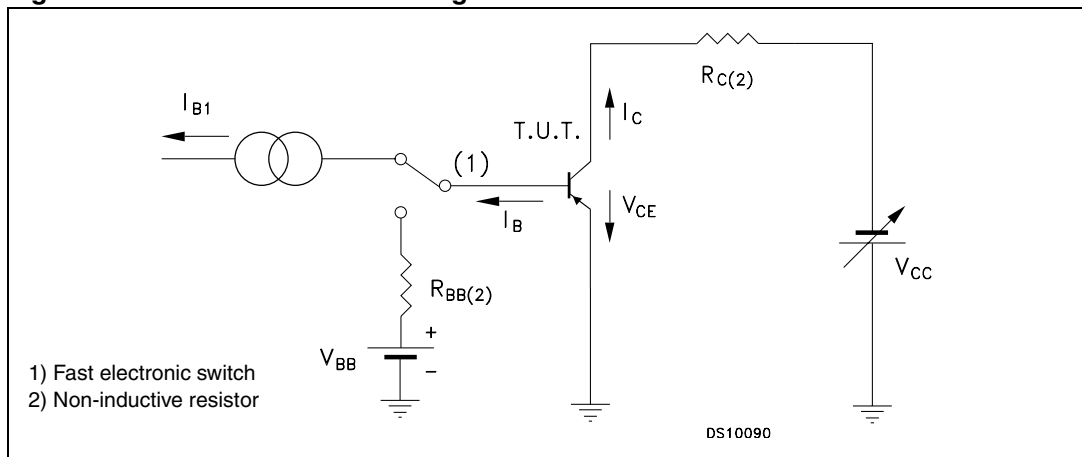 I_B1
R_C(2)
I_C
T.U.T.
(1)
V_CE
I_B
V_CC
R_BB(2)
+
V_BB
–
1) Fast electronic switch
2) Non-inductive resistor
DS10090